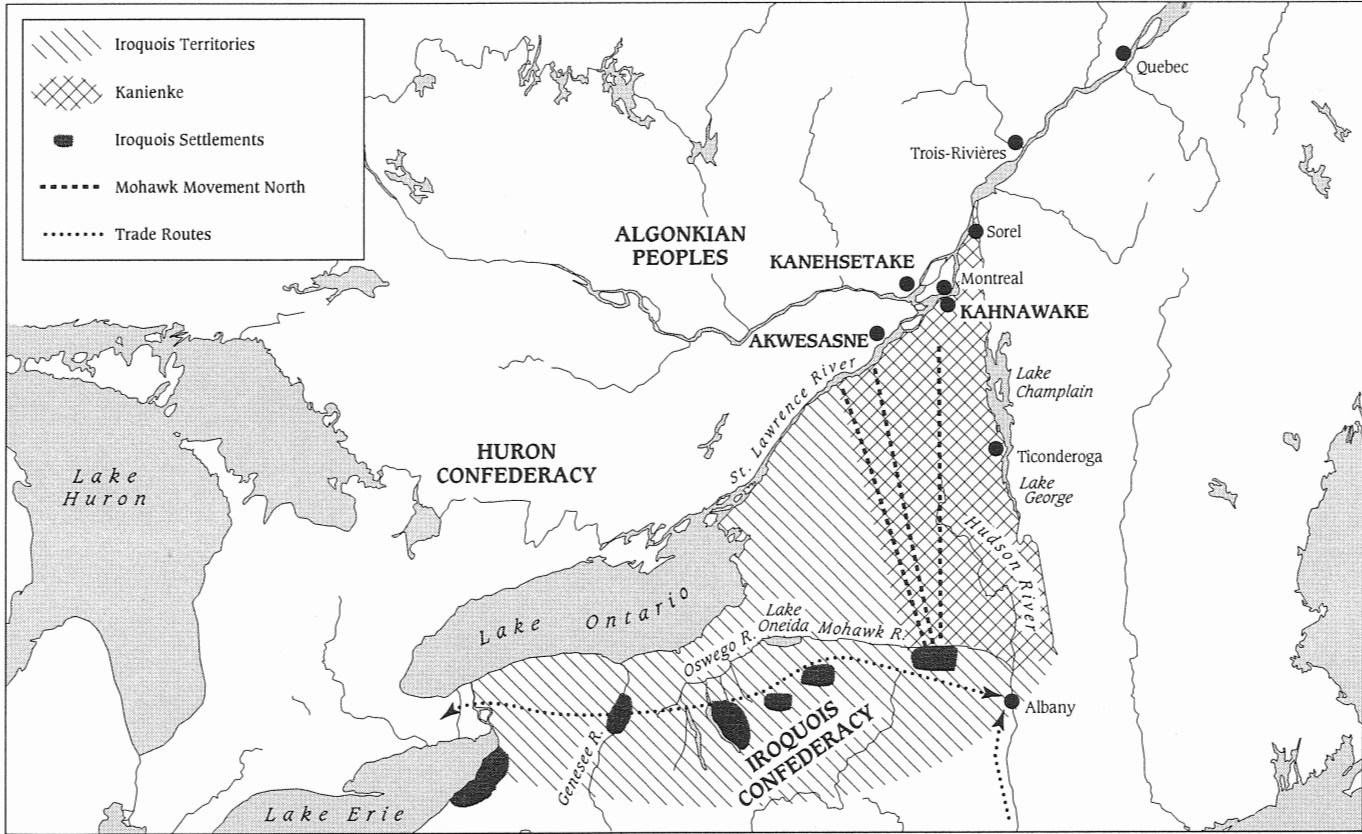 Iroquois Territories
Kanienke
Iroquois Settlements
Mohawk Movement North
Trade Routes
Quebec
Trois-Rivières
Sorel
ALGONKIAN
PEOPLES
KANEHSETAKE
Montreal
KAHNAWAKE
AKWESASNE
St. Lawrence River
Lake
Champlain
HURON
CONFEDERACY
Ticonderoga
Lake
George
Lake
Huron
Hudson River
Lake Ontario
Lake
Oneida
Mohawk R.
Oswego R.
Albany
IROQUOIS
CONFEDERACY
Genesee R.
Lake Erie